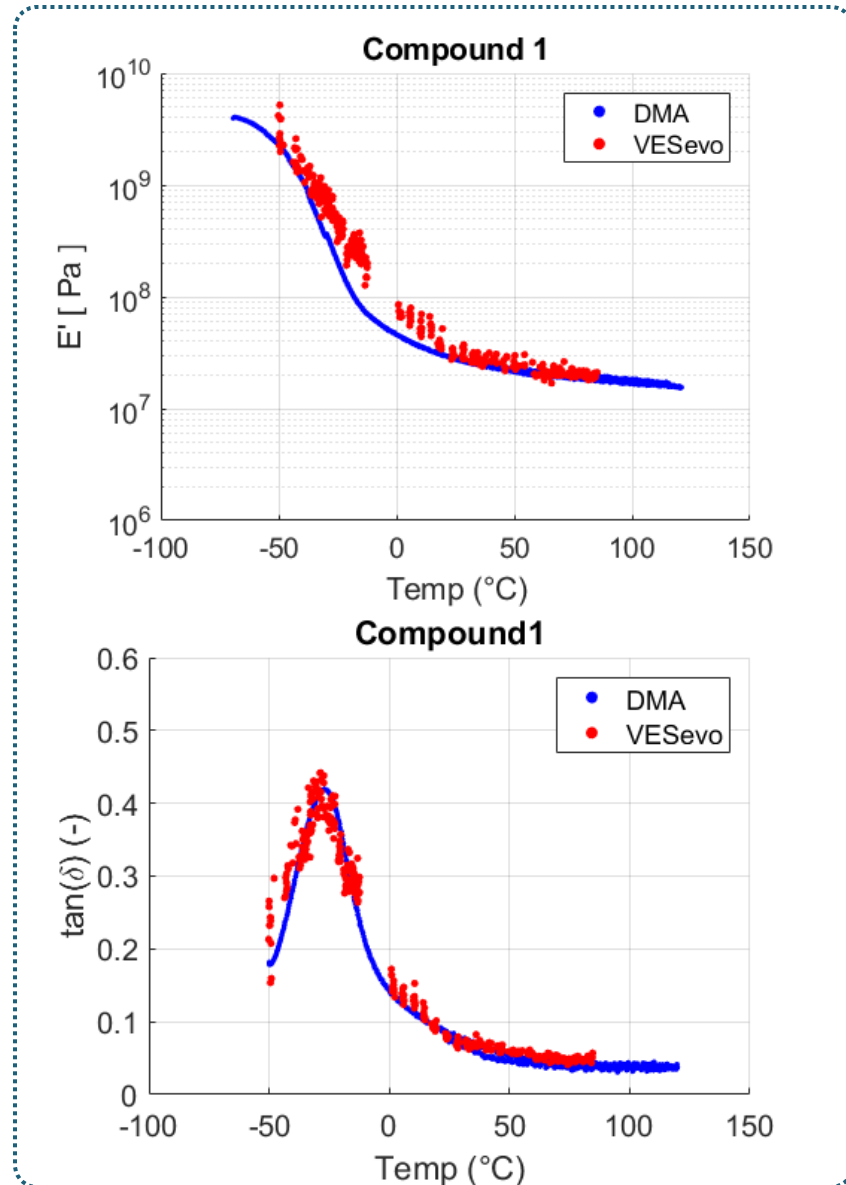 Compound 1
10^10
10^9
10^8
10^7
10^6
E' [ Pa ]
DMA
VESevo
-100 -50 0 50 100 150
Temp (°C)
Compound1
0.6
0.5
0.4
0.3
0.2
0.1
0
tan(δ) (-)
DMA
VESevo
-100 -50 0 50 100 150
Temp (°C)